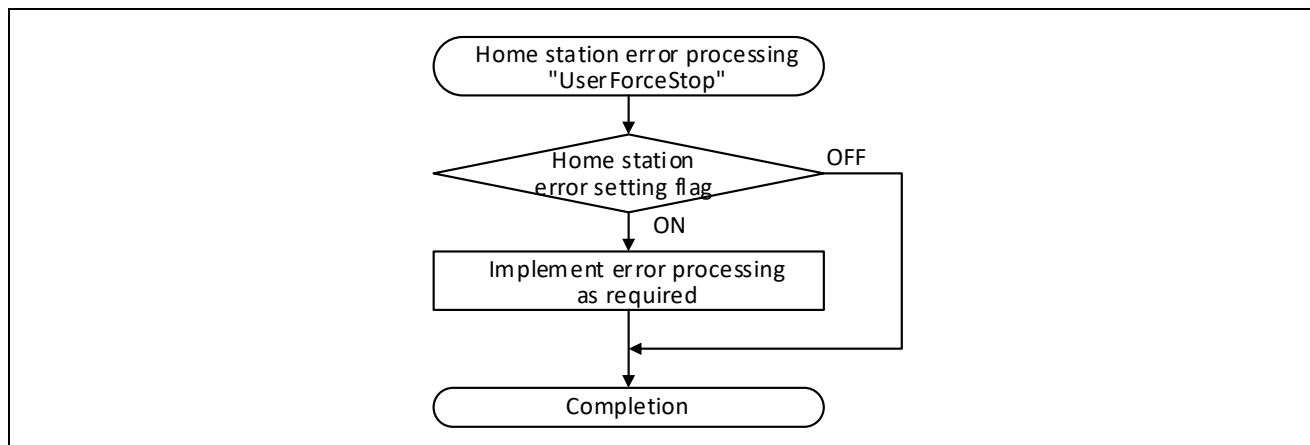 Home station error processing
"UserForceStop"
Home station
error setting flag
OFF
ON
Implement error processing
as required
Completion